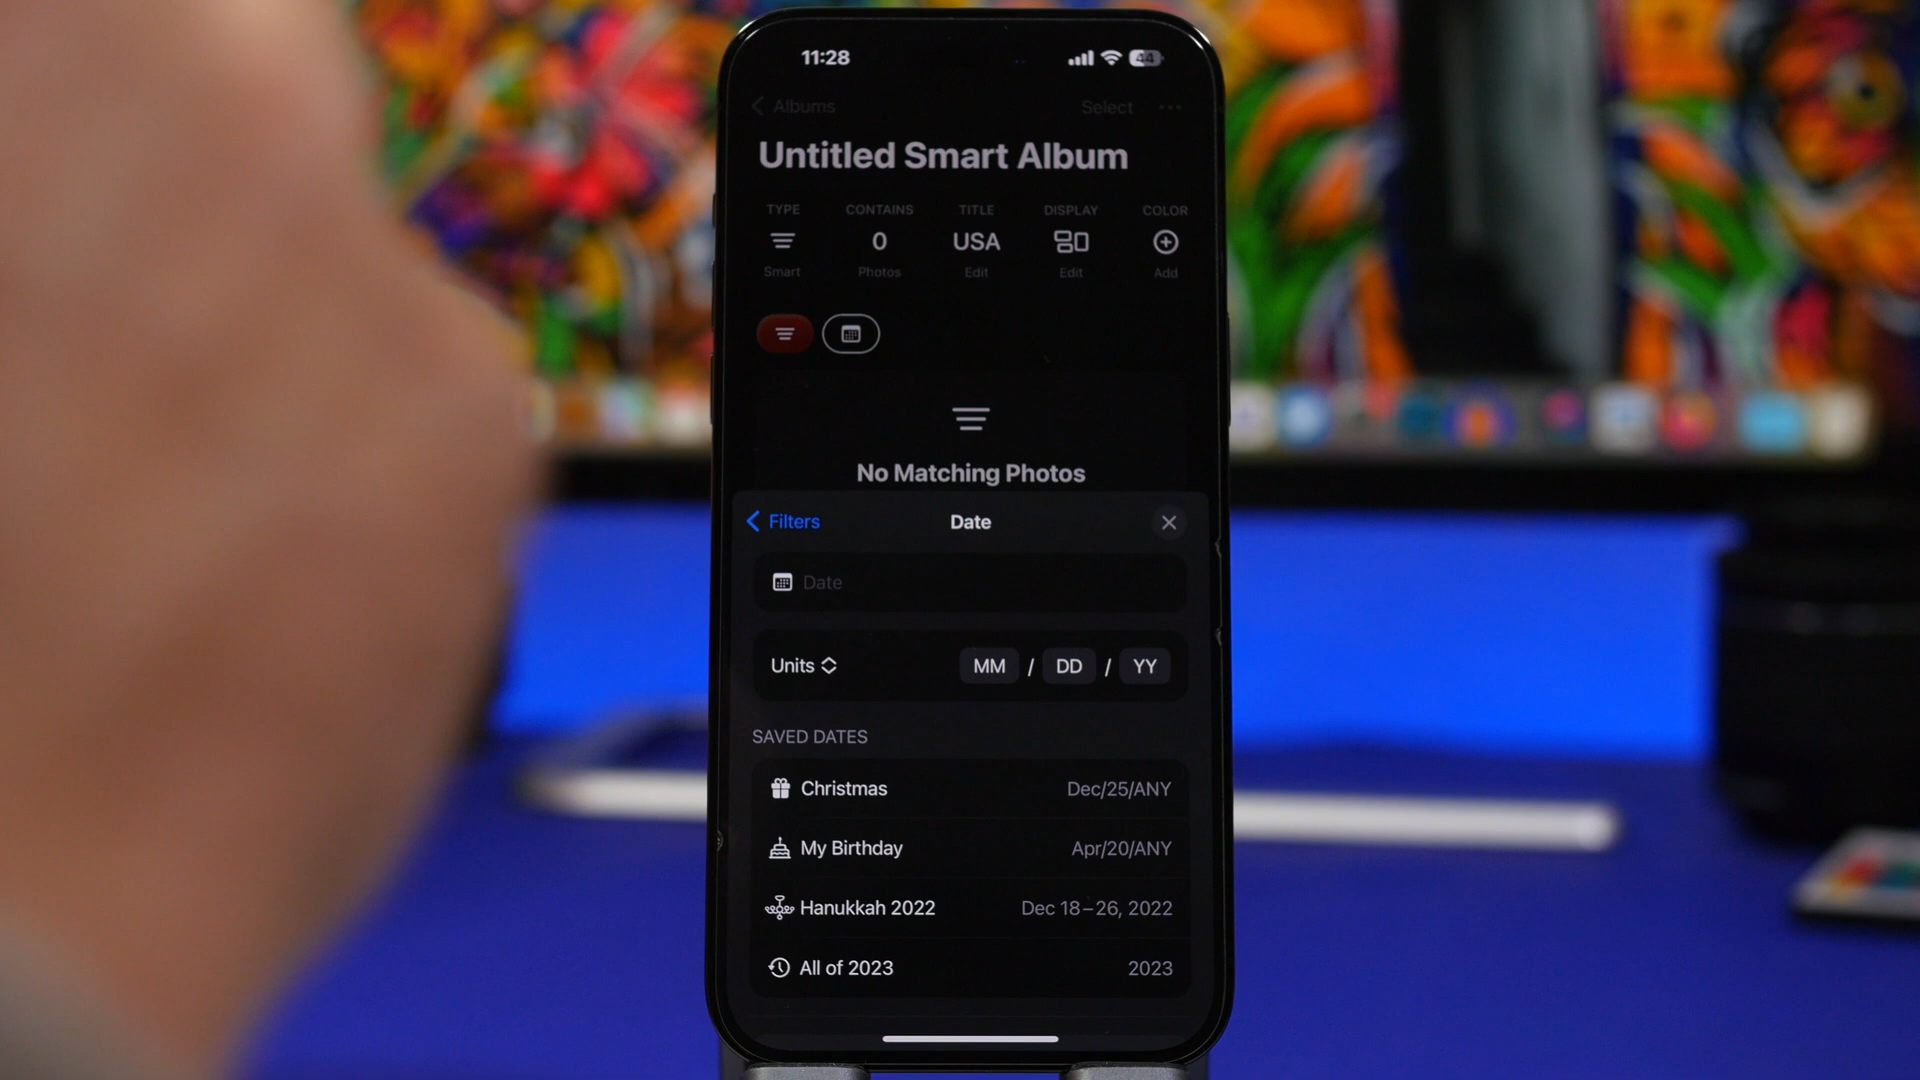 11:28 44
Albums Select
Untitled Smart Album
TYPE CONTAINS TITLE DISPLAY COLOR
0 USA
Smart Photos Edit Edit Add
No Matching Photos
Filters Date
Date
Units MM / DD / YY
SAVED DATES
Christmas Dec/25/ANY
My Birthday Apr/20/ANY
Hanukkah 2022 Dec 18–26, 2022
All of 2023 2023